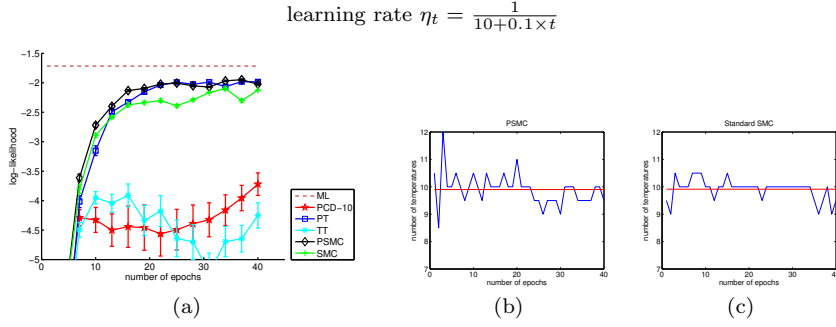 learning rate η_t = 1/(10+0.1×t)
−1.5
−2
−2.5
−3
−3.5
−4
−4.5
−5
log−likelihood
0 10 20 30 40
number of epochs
ML
PCD−10
PT
TT
PSMC
SMC
(a)
PSMC
12
11
10
9
8
7
number of temperatures
0 10 20 30 40
number of epochs
(b)
Standard SMC
12
11
10
9
8
7
number of temperatures
0 10 20 30 40
number of epochs
(c)